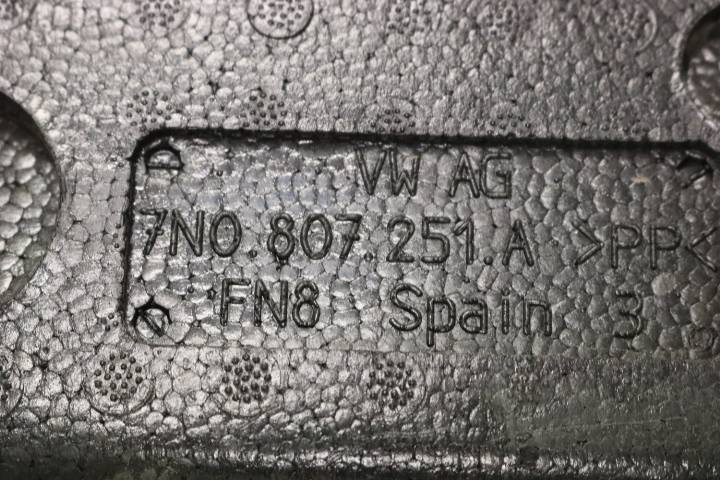 VW AG
7N0.807.251.A >PP<
FN8 Spain 3